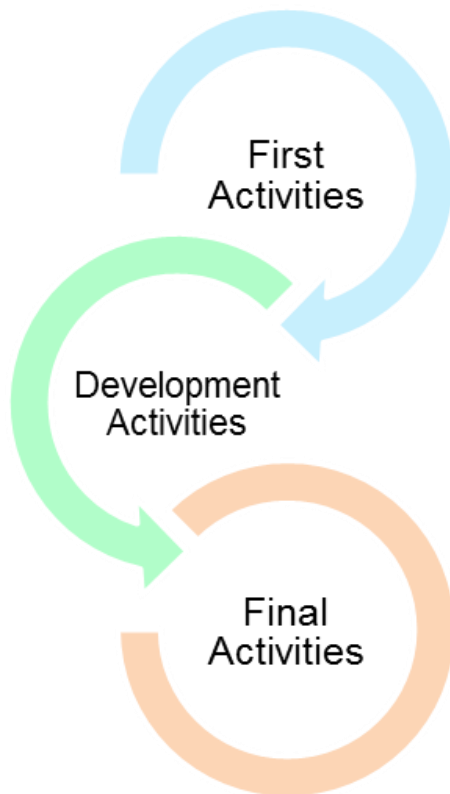 First
Activities
Development
Activities
Final
Activities